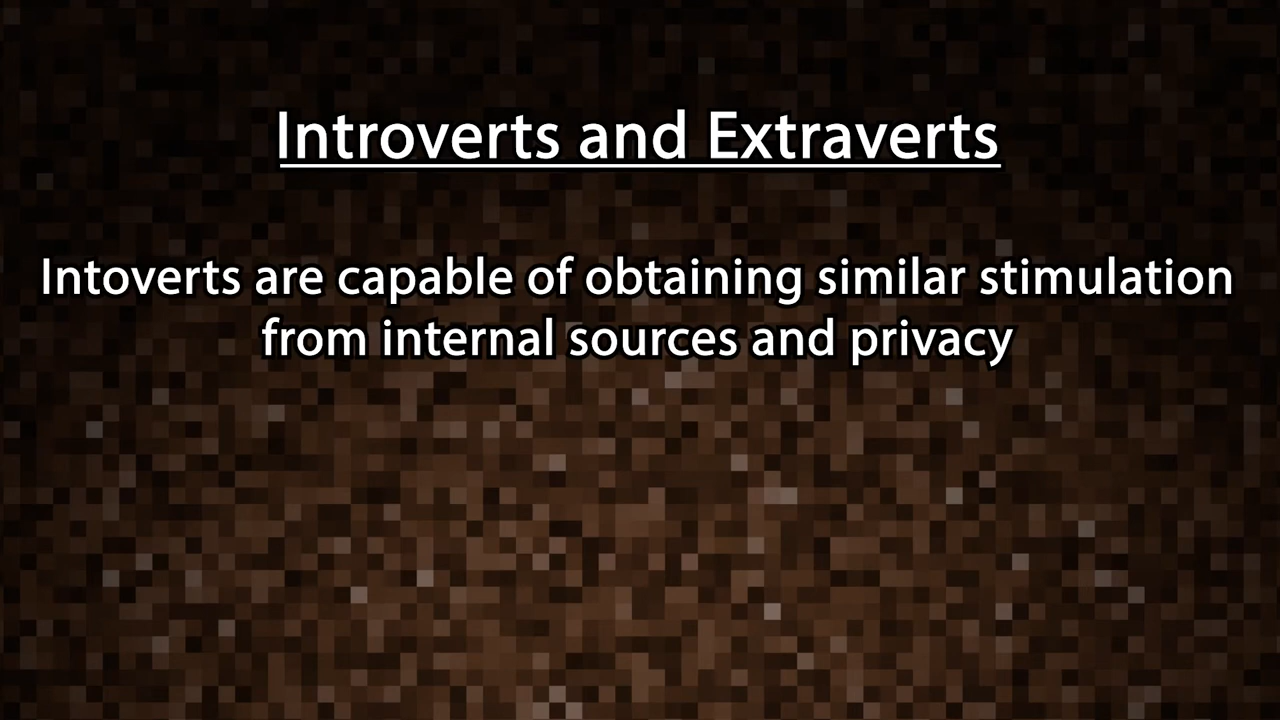 Introverts and Extraverts
Intoverts are capable of obtaining similar stimulation
from internal sources and privacy